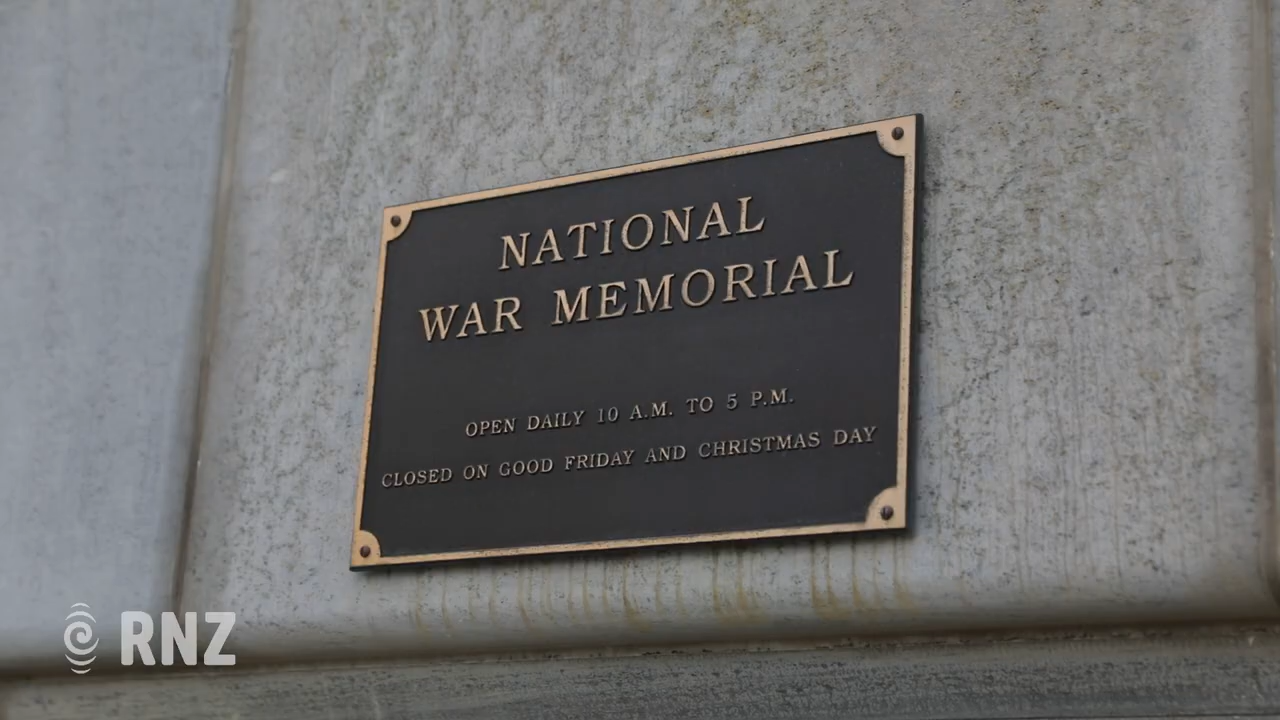 NATIONAL
WAR MEMORIAL
OPEN DAILY 10 A.M. TO 5 P.M.
CLOSED ON GOOD FRIDAY AND CHRISTMAS DAY
RNZ